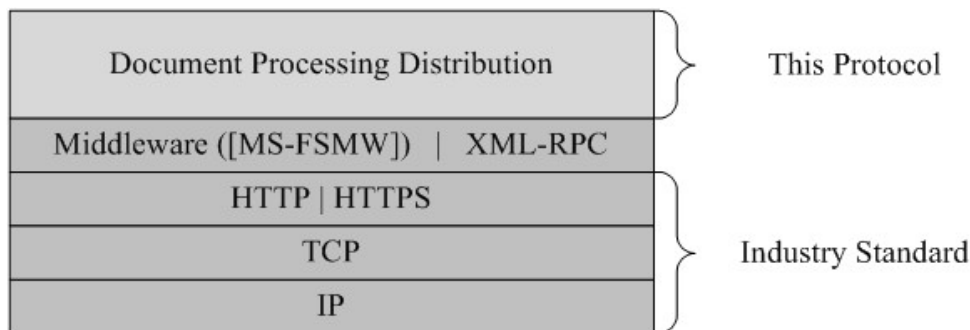 Document Processing Distribution
This Protocol
Middleware ([MS-FSMW]) | XML-RPC
HTTP | HTTPS
TCP
Industry Standard
IP